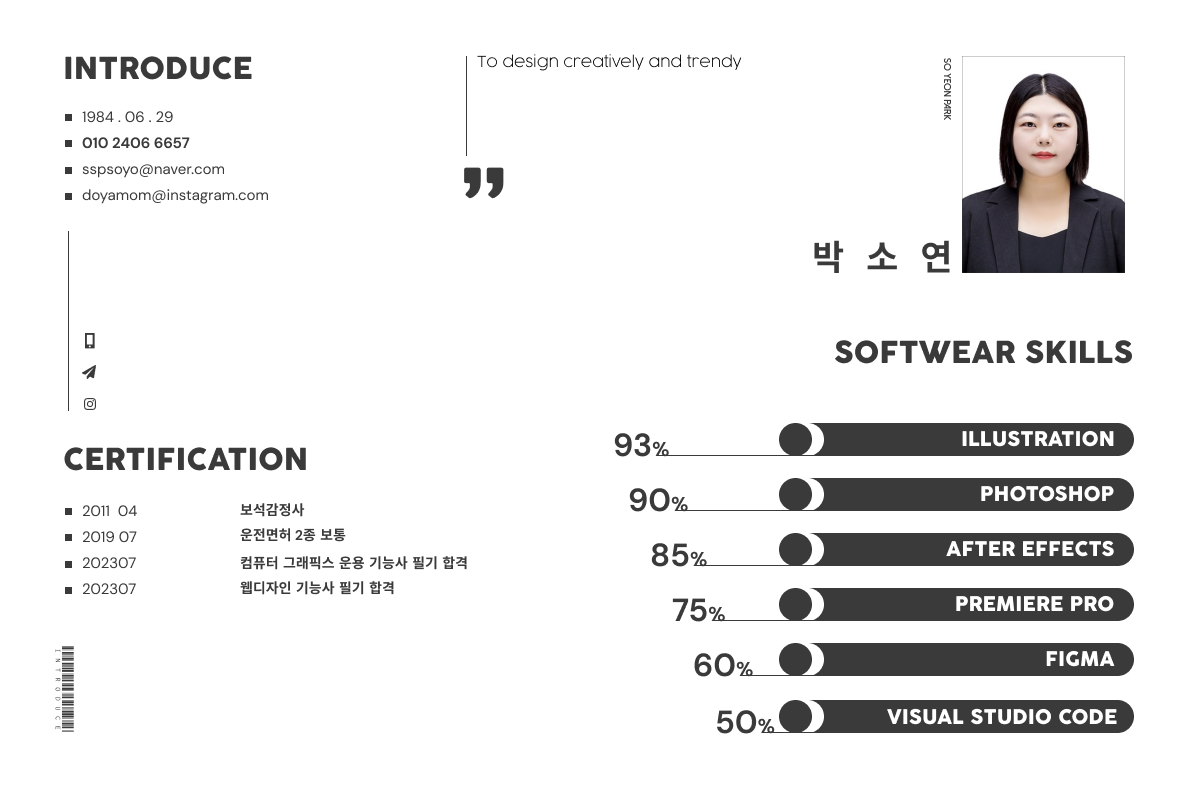 INTRODUCE
1984 . 06 . 29
010 2406 6657
sspsoyo@naver.com
doyamom@instagram.com
To design creatively and trendy
”
SO YEON PARK
박 소 연
CERTIFICATION
2011 04 보석감정사
2019 07 운전면허 2종 보통
202307 컴퓨터 그래픽스 운용 기능사 필기 합격
202307 웹디자인 기능사 필기 합격
INTRODUCE
SOFTWEAR SKILLS
93% ILLUSTRATION
90% PHOTOSHOP
85% AFTER EFFECTS
75% PREMIERE PRO
60% FIGMA
50% VISUAL STUDIO CODE